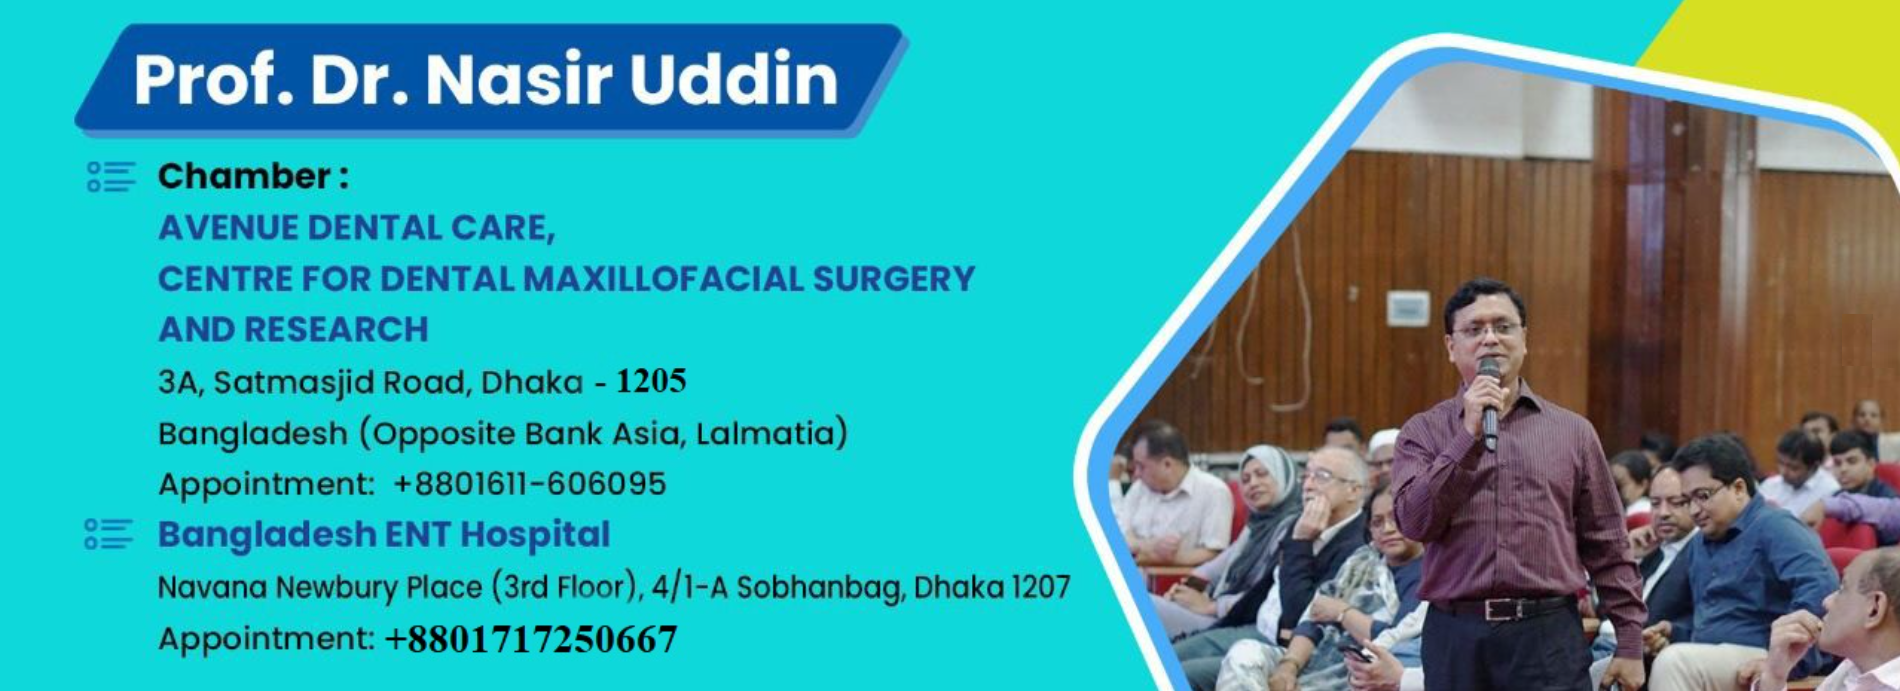 Prof. Dr. Nasir Uddin
Chamber :
AVENUE DENTAL CARE,
CENTRE FOR DENTAL MAXILLOFACIAL SURGERY
AND RESEARCH
3A, Satmasjid Road, Dhaka - 1205
Bangladesh (Opposite Bank Asia, Lalmatia)
Appointment: +8801611-606095
Bangladesh ENT Hospital
Navana Newbury Place (3rd Floor), 4/1-A Sobhanbag, Dhaka 1207
Appointment: +8801717250667